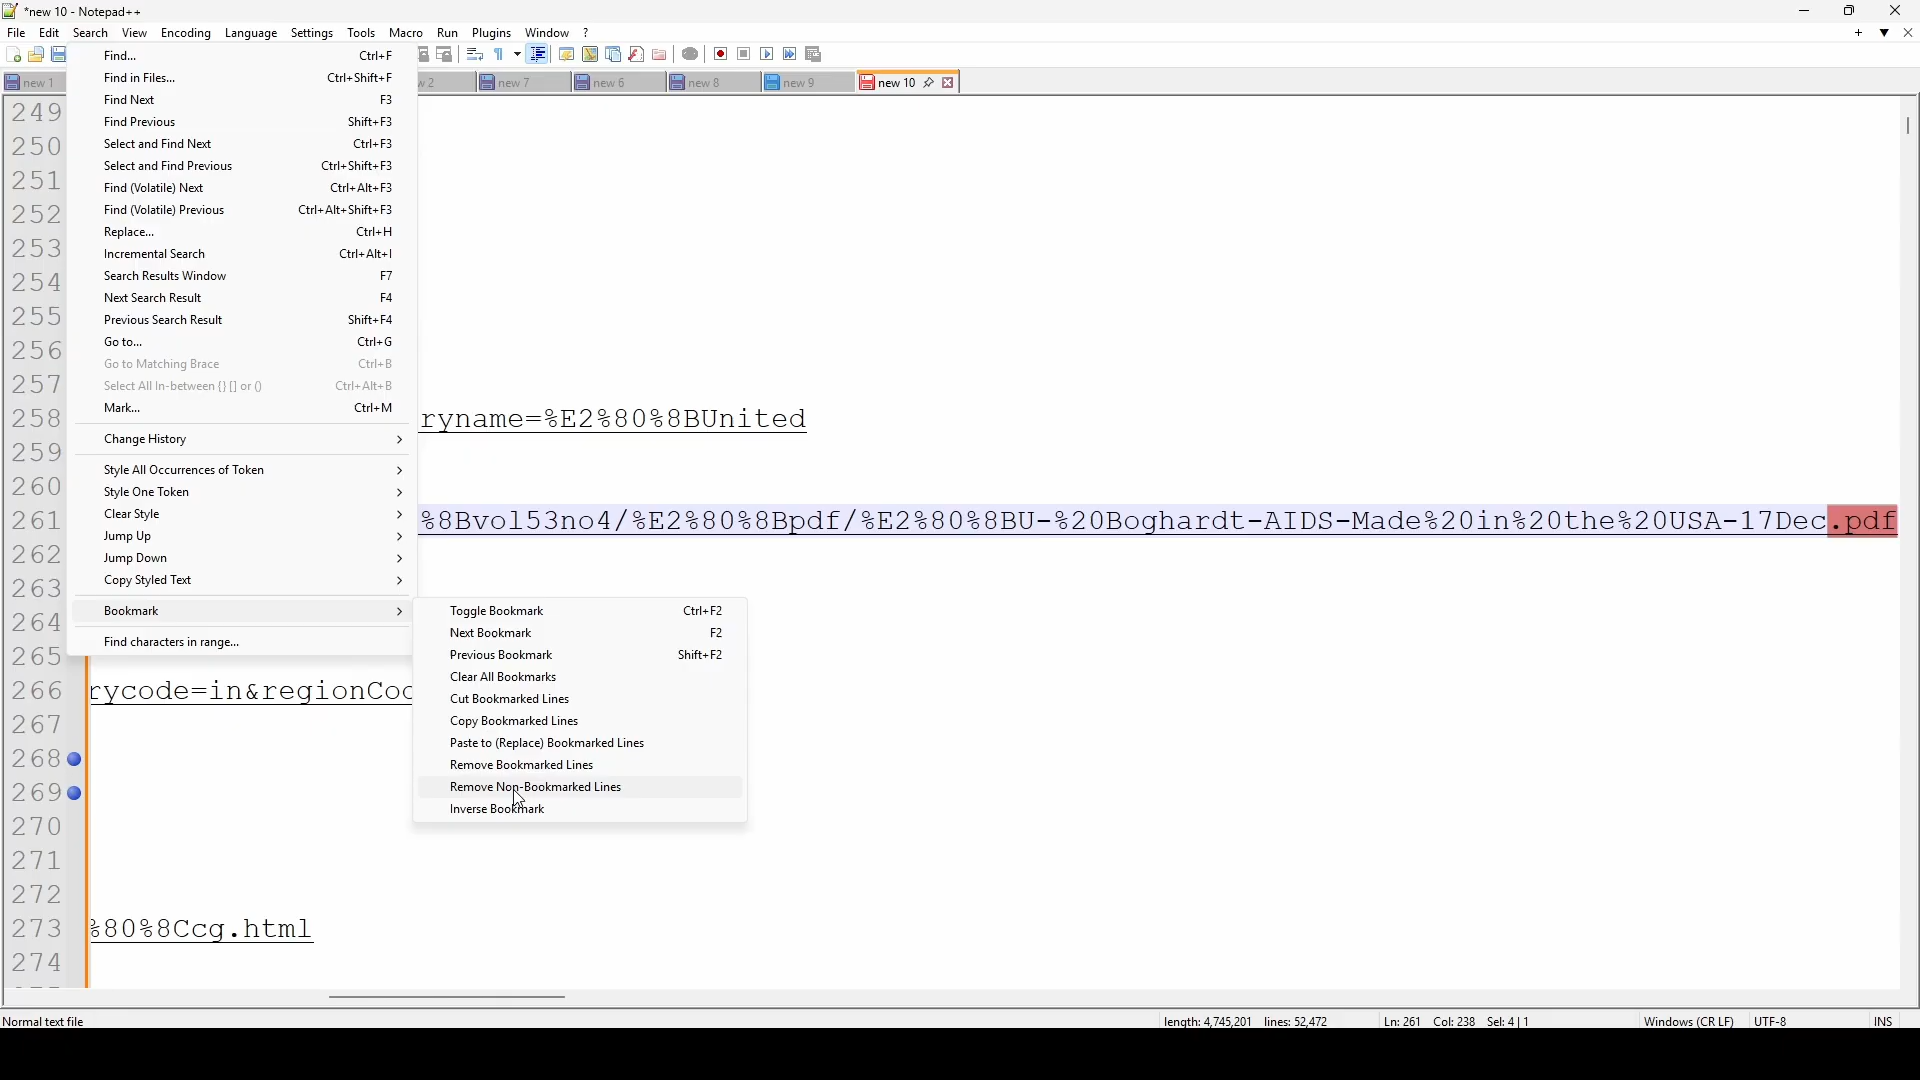 *new 10 - Notepad++
File Edit Search View Encoding Language Settings Tools Macro Run Plugins Window ?
new 1 new 7 new 6 new 8 new 9 new 10
Find... Ctrl+F
Find in Files... Ctrl+Shift+F
Find Next F3
Find Previous Shift+F3
Select and Find Next Ctrl+F3
Select and Find Previous Ctrl+Shift+F3
Find (Volatile) Next Ctrl+Alt+F3
Find (Volatile) Previous Ctrl+Alt+Shift+F3
Replace... Ctrl+H
Incremental Search Ctrl+Alt+I
Search Results Window F7
Next Search Result F4
Previous Search Result Shift+F4
Go to... Ctrl+G
Go to Matching Brace Ctrl+B
Select All In-between {} [] or () Ctrl+Alt+B
Mark... Ctrl+M
Change History
Style All Occurrences of Token
Style One Token
Clear Style
Jump Up
Jump Down
Copy Styled Text
Bookmark
Find characters in range...
Toggle Bookmark Ctrl+F2
Next Bookmark F2
Previous Bookmark Shift+F2
Clear All Bookmarks
Cut Bookmarked Lines
Copy Bookmarked Lines
Paste to (Replace) Bookmarked Lines
Remove Bookmarked Lines
Remove Non-Bookmarked Lines
Inverse Bookmark
249
250
251
252
253
254
255
256
257
258 ryname=%E2%80%8BUnited
259
260
261 %8Bvol53no4/%E2%80%8Bpdf/%E2%80%8BU-%20Boghardt-AIDS-Made%20in%20the%20USA-17Dec.pdf
262
263
264
265
266 rycode=in&regionCoc
267
268
269
270
271
272
273 %80%8Ccg.html
274
Normal text file length: 4,745,201 lines: 52,472 Ln: 261 Col: 238 Sel: 4 | 1 Windows (CR LF) UTF-8 INS